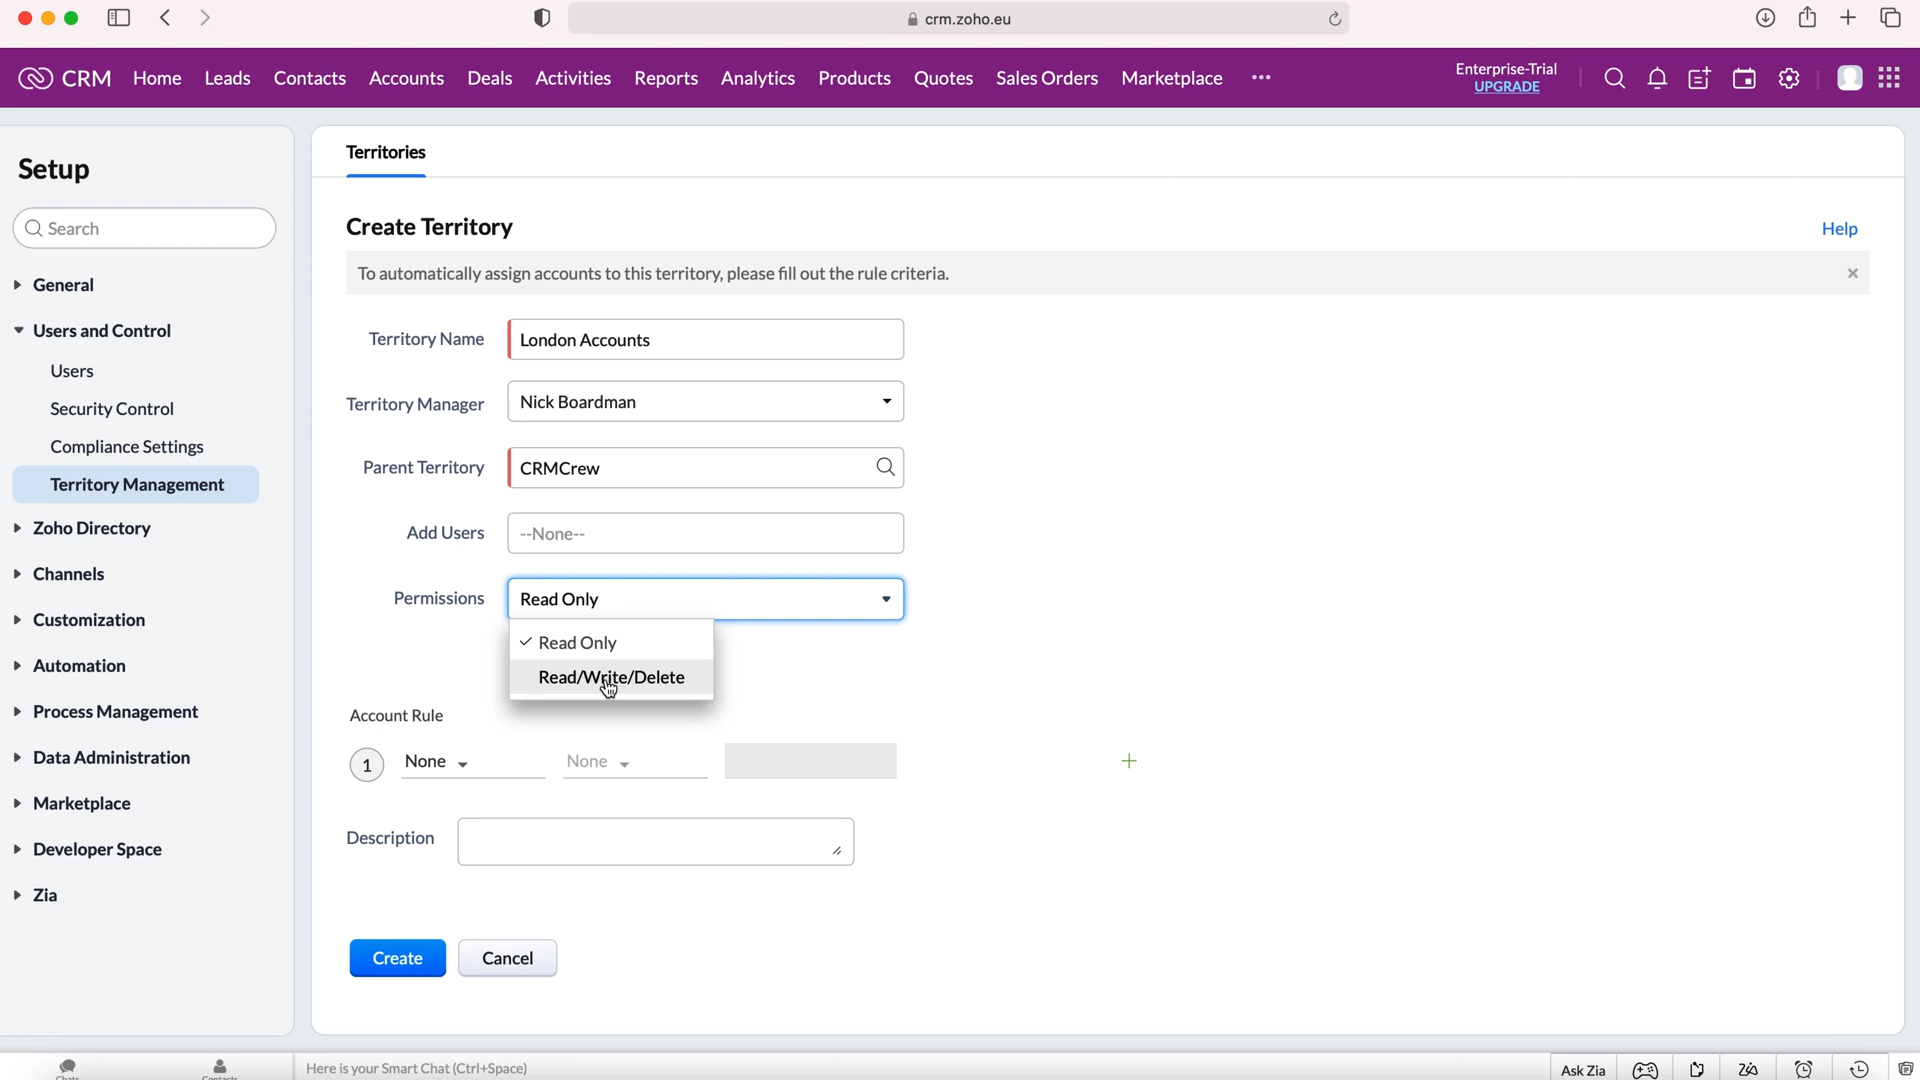 crm.zoho.eu
CRM Home Leads Contacts Accounts Deals Activities Reports Analytics Products Quotes Sales Orders Marketplace •••
Enterprise-Trial
UPGRADE
Setup
Search
General
Users and Control
Users
Security Control
Compliance Settings
Territory Management
Zoho Directory
Channels
Customization
Automation
Process Management
Data Administration
Marketplace
Developer Space
Zia
Territories
Create Territory
Help
To automatically assign accounts to this territory, please fill out the rule criteria.
Territory Name London Accounts
Territory Manager Nick Boardman
Parent Territory CRMCrew
Add Users --None--
Permissions Read Only
Read Only
Read/Write/Delete
Account Rule
1 None None
Description
Create Cancel
Chats Contacts Here is your Smart Chat (Ctrl+Space) Ask Zia